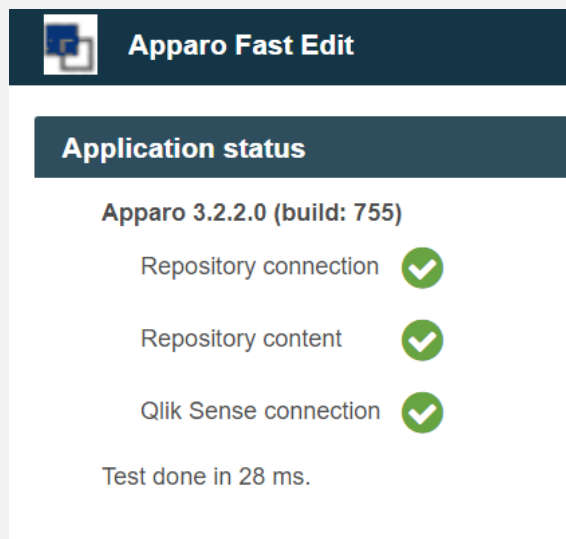 Apparo Fast Edit
Application status
Apparo 3.2.2.0 (build: 755)
Repository connection
Repository content
Qlik Sense connection
Test done in 28 ms.